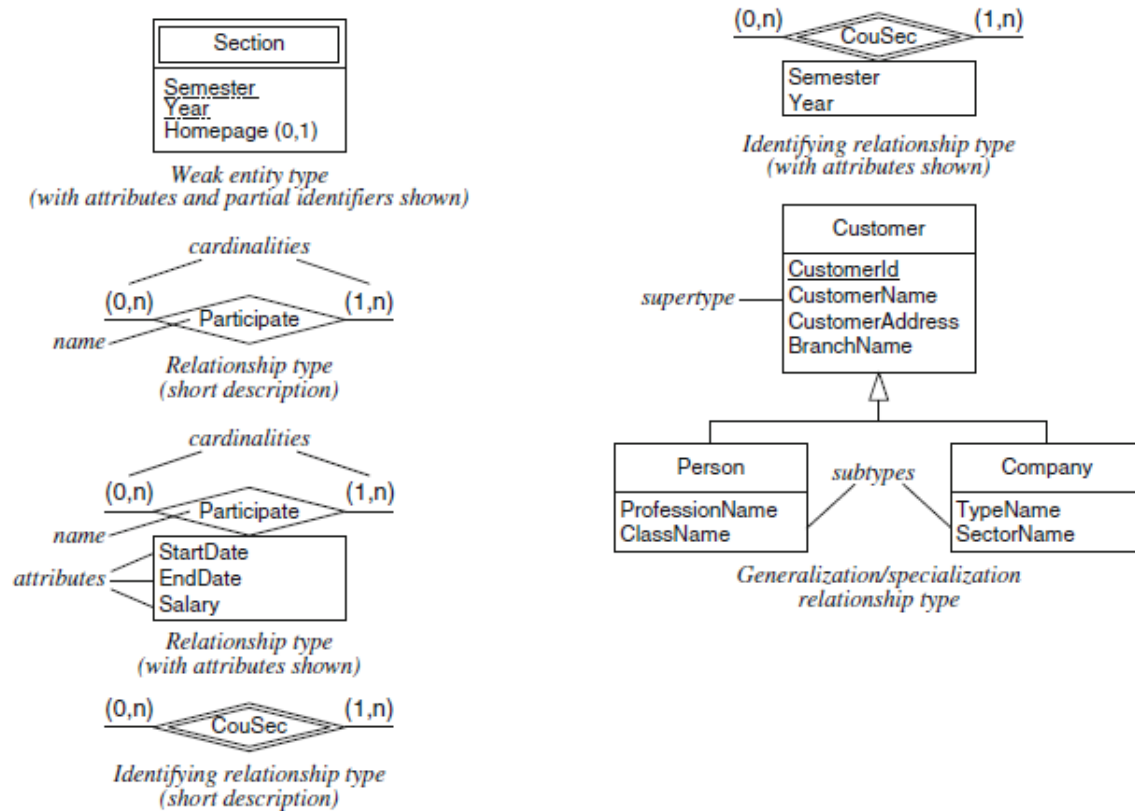 Section
Semester
Year
Homepage (0,1)
Weak entity type
(with attributes and partial identifiers shown)
cardinalities
(0,n)
(1,n)
Participate
name
Relationship type
(short description)
cardinalities
(0,n)
(1,n)
Participate
name
attributes
StartDate
EndDate
Salary
Relationship type
(with attributes shown)
(0,n)
(1,n)
CouSec
Identifying relationship type
(short description)
(0,n)
(1,n)
CouSec
Semester
Year
Identifying relationship type
(with attributes shown)
Customer
CustomerId
supertype
CustomerName
CustomerAddress
BranchName
Person
subtypes
Company
ProfessionName
ClassName
TypeName
SectorName
Generalization/specialization
relationship type